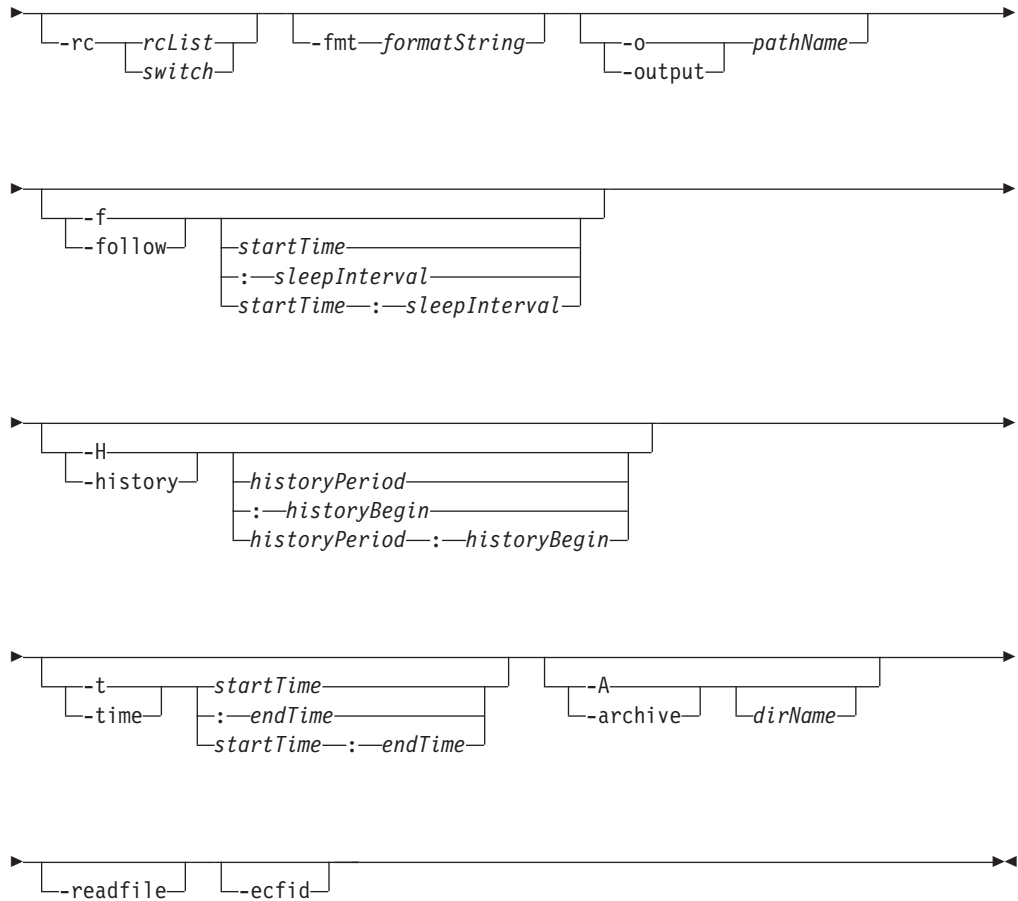 -rc rcList -fmt formatString -o pathName
switch -output
-f
-follow startTime
: sleepInterval
startTime : sleepInterval
-H
-history historyPeriod
: historyBegin
historyPeriod : historyBegin
-t startTime -A
-time : endTime -archive dirName
startTime : endTime
-readfile -ecfid